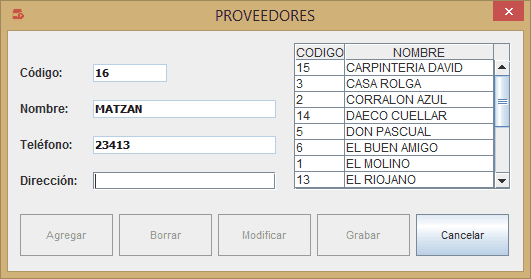 PROVEEDORES
Código: 16
Nombre: MATZAN
Teléfono: 23413
Dirección:
CODIGO NOMBRE
15 CARPINTERIA DAVID
3 CASA ROLGA
2 CORRALON AZUL
14 DAECO CUELLAR
5 DON PASCUAL
6 EL BUEN AMIGO
1 EL MOLINO
13 EL RIOJANO
Agregar Borrar Modificar Grabar Cancelar